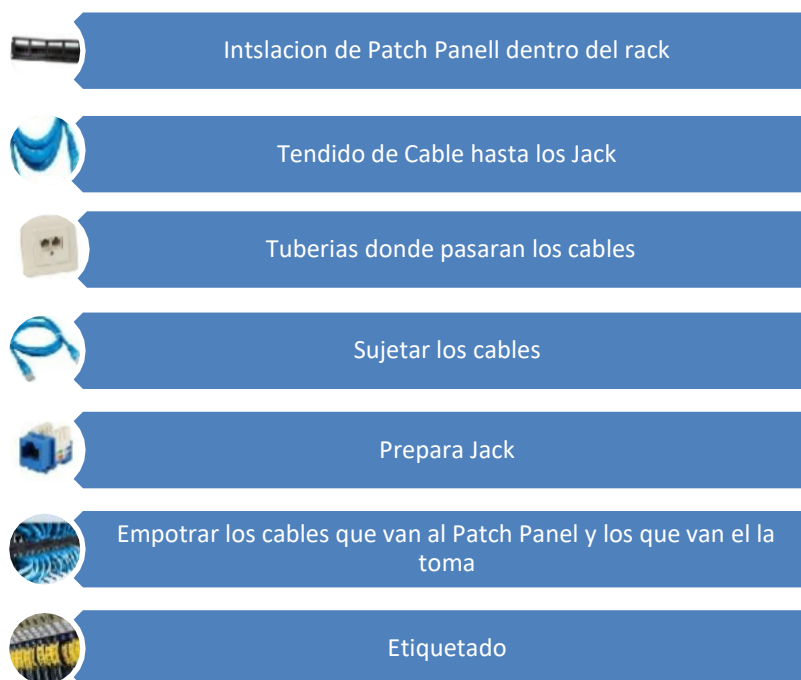 Intslacion de Patch Panell dentro del rack
Tendido de Cable hasta los Jack
Tuberias donde pasaran los cables
Sujetar los cables
Prepara Jack
Empotrar los cables que van al Patch Panel y los que van el la
toma
Etiquetado